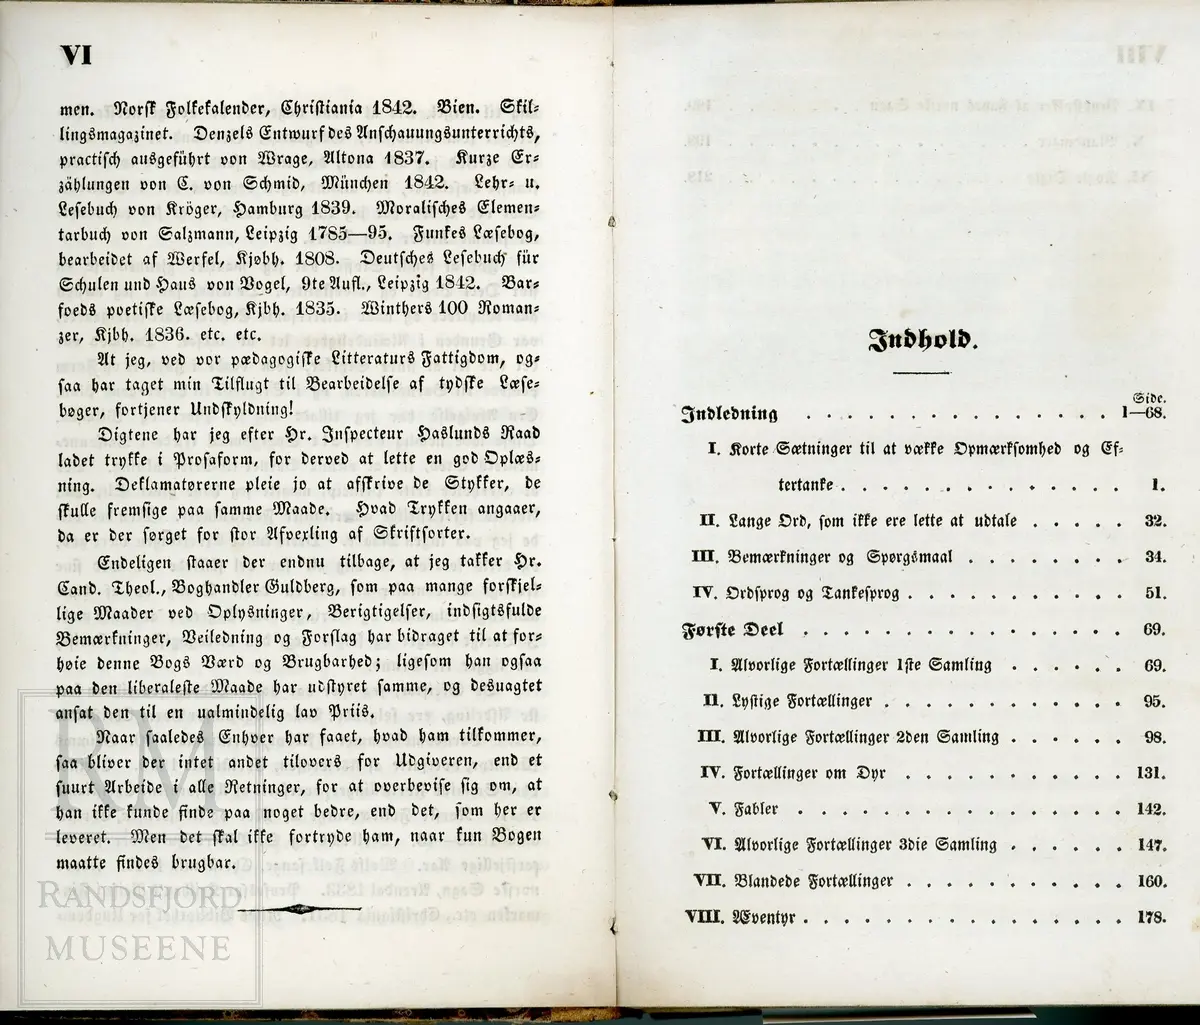 VI
men. Norsk Folkekalender, Christiania 1842. Bien. Skil-
lingsmagazinet. Denzels Entwurf des Anschauungsunterrichts,
practisch ausgeführt von Wrage, Altona 1837. Kurze Er-
zählungen von C. von Schmid, München 1842. Lehr- u.
Lesebuch von Kröger, Hamburg 1839. Moralisches Elemen-
tarbuch von Salzmann, Leipzig 1785—95. Funkes Læsebog,
bearbeidet af Werfel, Kjøbh. 1808. Deutsches Lesebuch für
Schulen und Haus von Vogel, 9te Aufl., Leipzig 1842. Bar-
foeds poetiske Læsebog, Kjbh. 1835. Winthers 100 Roman-
zer, Kjbh. 1836. etc. etc.
At jeg, ved vor pædagogiske Litteraturs Fattigdom, og-
saa har taget min Tilflugt til Bearbeidelse af tydske Læse-
bøger, fortjener Undskyldning!
Digtene har jeg efter Hr. Inspecteur Haslunds Raad
ladet trykke i Prosaform, for derved at lette en god Oplæs-
ning. Deklamatørerne pleie jo at afskrive de Stykker, de
skulle fremsige paa samme Maade. Hvad Trykken angaaer,
da er der sørget for stor Afvexling af Skriftsorter.
Endeligen staaer der endnu tilbage, at jeg takker Hr.
Cand. Theol., Boghandler Guldberg, som paa mange forskjel-
lige Maader ved Oplysninger, Berigtigelser, indsigtsfulde
Bemærkninger, Veiledning og Forslag har bidraget til at for-
høie denne Bogs Værd og Brugbarhed; ligesom han ogsaa
paa den liberaleste Maade har udstyret samme, og desuagtet
ansat den til en ualmindelig lav Priis.
Naar saaledes Enhver har faaet, hvad ham tilkommer,
saa bliver der intet andet tilovers for Udgiveren, end et
suurt Arbeide i alle Retninger, for at overbevise sig om, at
han ikke kunde finde paa noget bedre, end det, som her er
leveret. Men det skal ikke fortryde ham, naar kun Bogen
maatte findes brugbar.
RM
RANDSFJORD
MUSEENE
Indhold.
Side.
Indledning . . . . . . . . . . . . . . . 1—68.
I. Korte Sætninger til at vække Opmærksomhed og Ef-
tertanke . . . . . . . . . . . . . . . 1.
II. Lange Ord, som ikke ere lette at udtale . . . . . 32.
III. Bemærkninger og Spørgsmaal . . . . . . . . 34.
IV. Ordsprog og Tankesprog . . . . . . . . . . 51.
Første Deel . . . . . . . . . . . . . . . 69.
I. Alvorlige Fortællinger 1ste Samling . . . . . . 69.
II. Lystige Fortællinger . . . . . . . . . . . 95.
III. Alvorlige Fortællinger 2den Samling . . . . . . 98.
IV. Fortællinger om Dyr . . . . . . . . . . 131.
V. Fabler . . . . . . . . . . . . . . . 142.
VI. Alvorlige Fortællinger 3die Samling . . . . . . 147.
VII. Blandede Fortællinger . . . . . . . . . . 160.
VIII. Æventyr . . . . . . . . . . . . . . . 178.